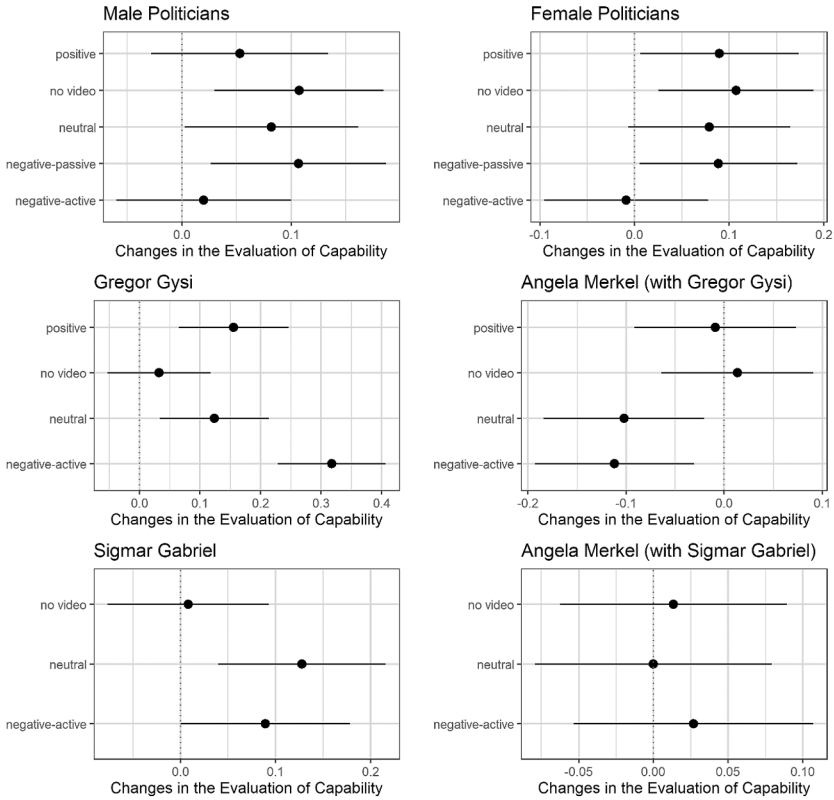 Male Politicians
positive
no video
neutral
negative-passive
negative-active
0.0 0.1
Changes in the Evaluation of Capability
Female Politicians
positive
no video
neutral
negative-passive
negative-active
-0.1 0.0 0.1 0.2
Changes in the Evaluation of Capability
Gregor Gysi
positive
no video
neutral
negative-active
0.0 0.1 0.2 0.3 0.4
Changes in the Evaluation of Capability
Angela Merkel (with Gregor Gysi)
positive
no video
neutral
negative-active
-0.2 -0.1 0.0 0.1
Changes in the Evaluation of Capability
Sigmar Gabriel
no video
neutral
negative-active
0.0 0.1 0.2
Changes in the Evaluation of Capability
Angela Merkel (with Sigmar Gabriel)
no video
neutral
negative-active
-0.05 0.00 0.05 0.10
Changes in the Evaluation of Capability